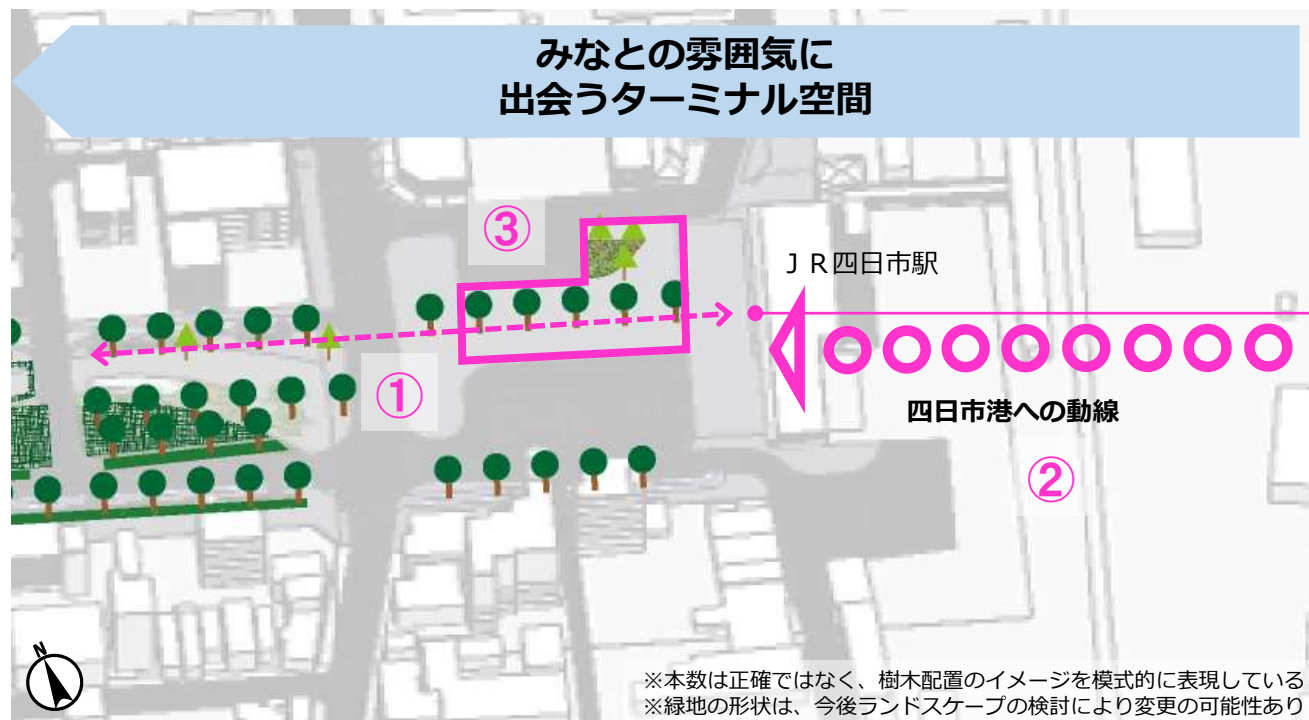 みなとの雰囲気に
出会うターミナル空間
③
ＪＲ四日市駅
①
四日市港への動線
②
N
※本数は正確ではなく、樹木配置のイメージを模式的に表現している
※緑地の形状は、今後ランドスケープの検討により変更の可能性あり